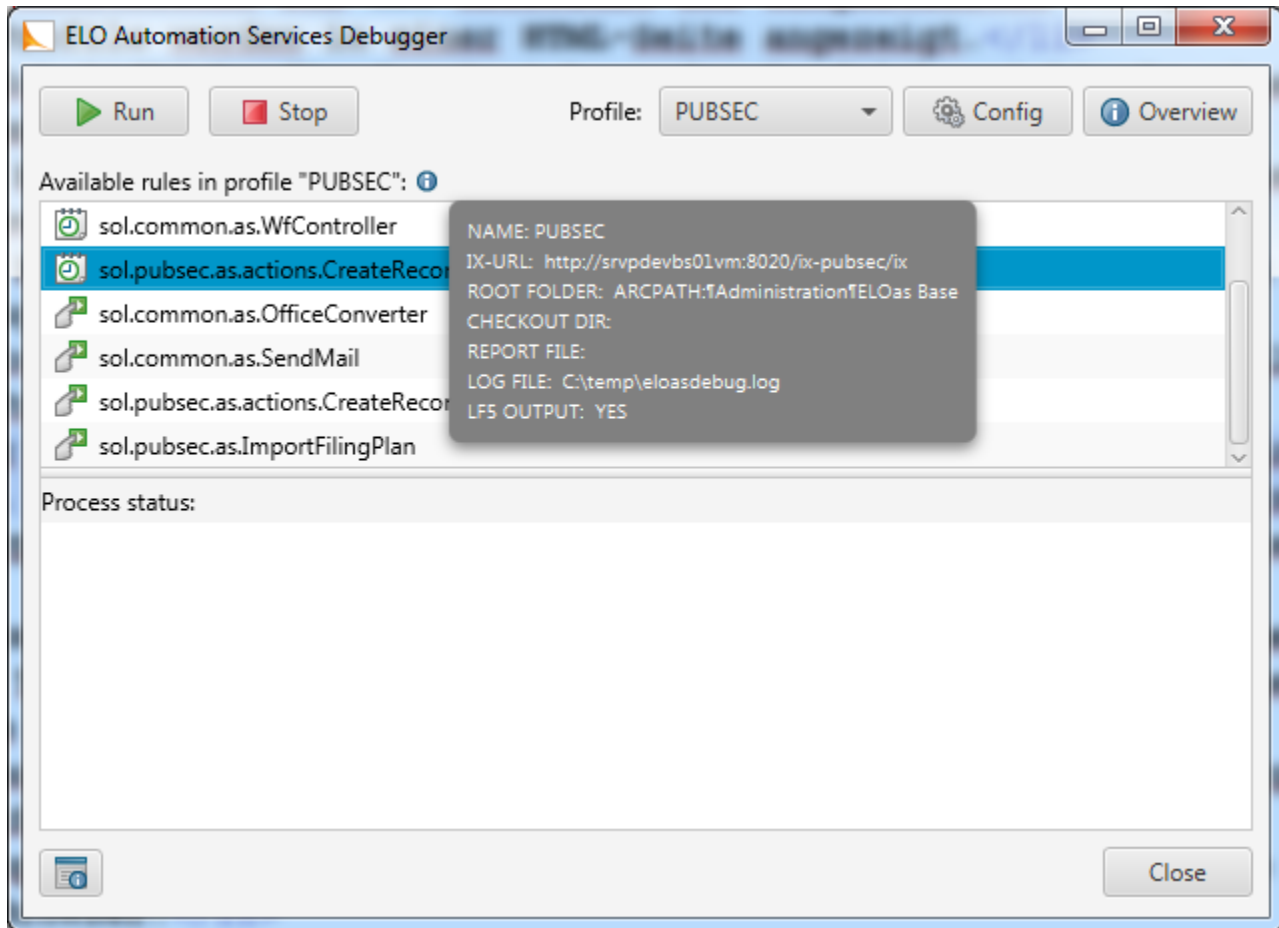 ELO Automation Services Debugger
Run
Stop
Profile:
PUBSEC
Config
Overview
Available rules in profile "PUBSEC":
sol.common.as.WfController
sol.pubsec.as.actions.CreateRecor
sol.common.as.OfficeConverter
sol.common.as.SendMail
sol.pubsec.as.actions.CreateRecor
sol.pubsec.as.ImportFilingPlan
NAME: PUBSEC
IX-URL: http://srvpdevbs01vm:8020/ix-pubsec/ix
ROOT FOLDER: ARCPATH:¶Administration¶ELOas Base
CHECKOUT DIR:
REPORT FILE:
LOG FILE: C:\temp\eloasdebug.log
LF5 OUTPUT: YES
Process status:
Close